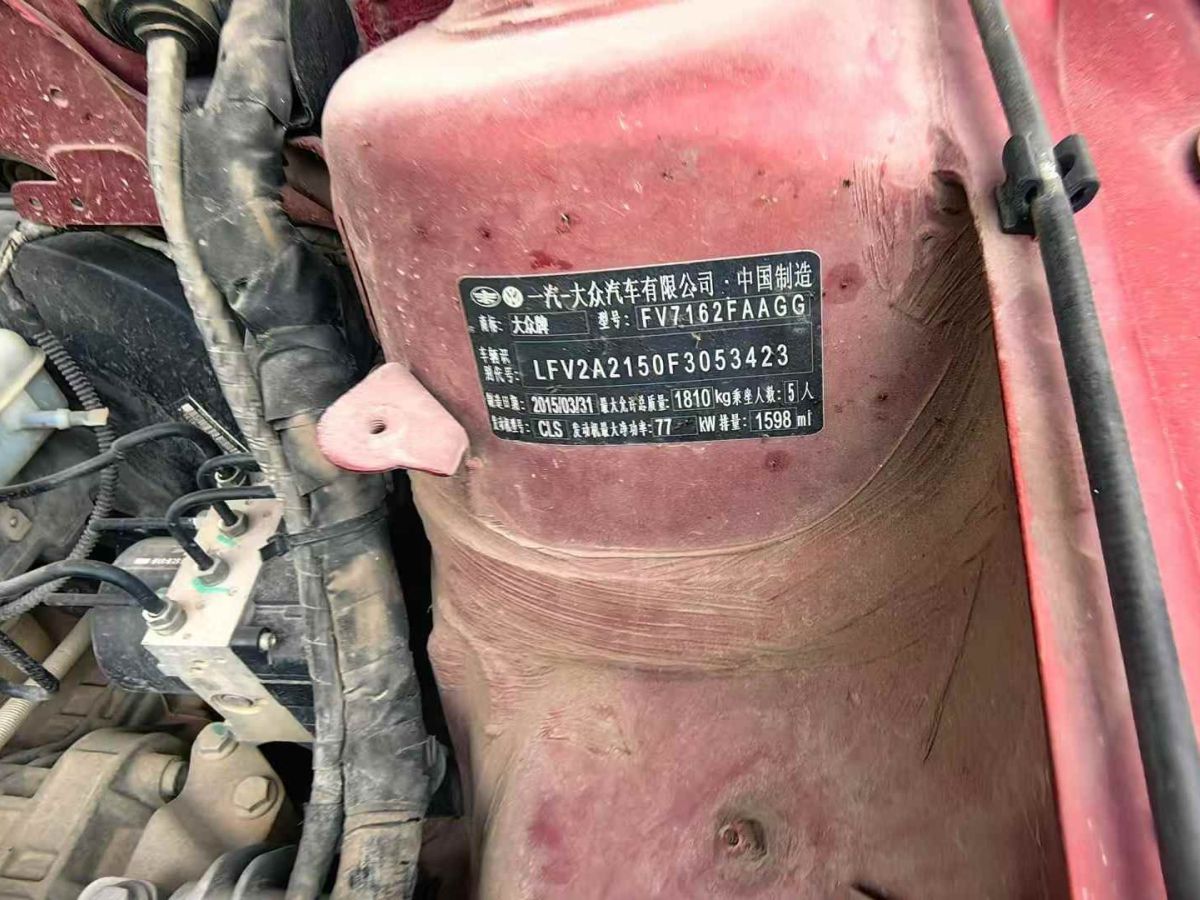 一汽-大众汽车有限公司·中国制造
商标: 大众牌 型号: FV7162FAAGG
车辆识别代号: LFV2A2150F3053423
制造日期: 2015/03/31 最大允许总质量: 1810 kg 乘坐人数: 5 人
发动机型号: CLS 发动机最大净功率: 77 kW 排量: 1598 ml